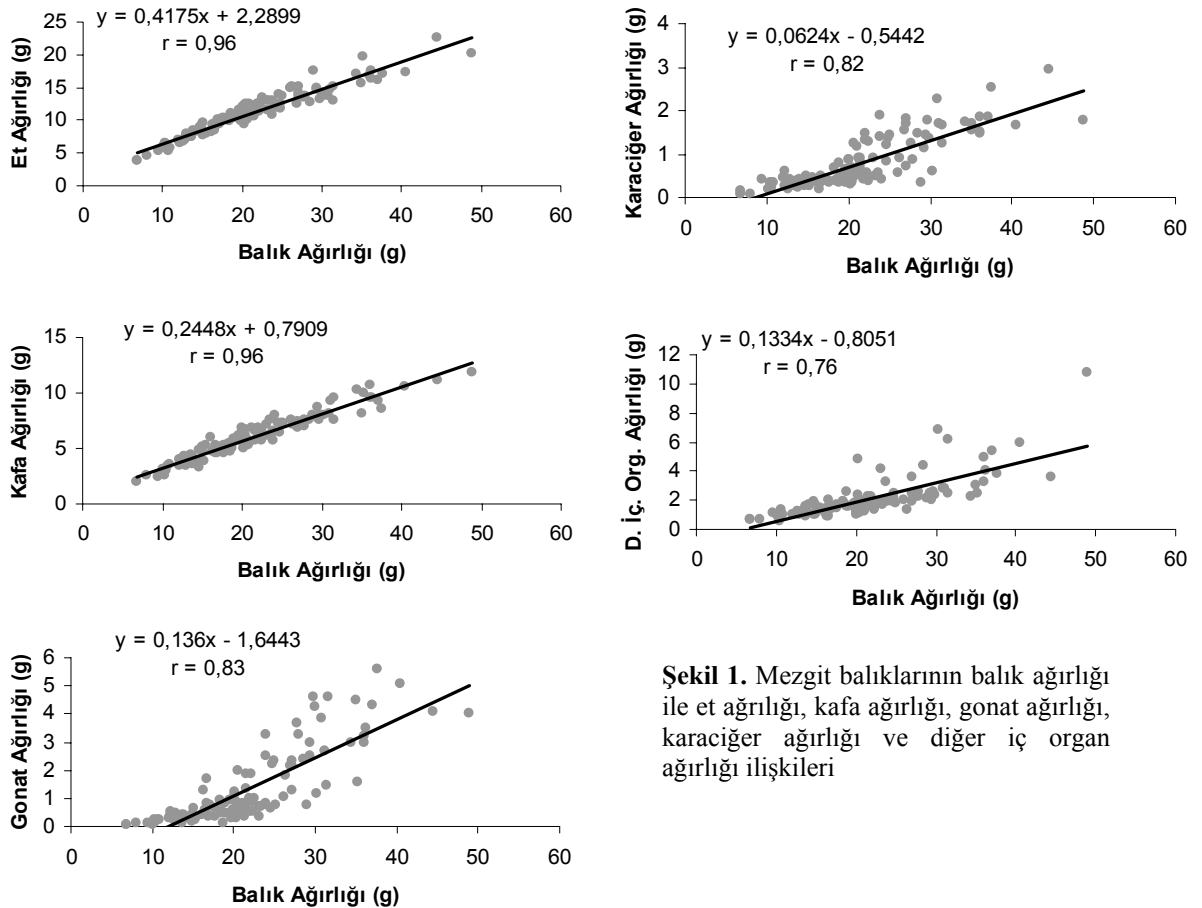 y = 0,4175x + 2,2899
r = 0,96
Et Ağırlığı (g)
25
20
15
10
5
0
0 10 20 30 40 50 60
Balık Ağırlığı (g)
y = 0,0624x - 0,5442
r = 0,82
Karaciğer Ağırlığı (g)
4
3
2
1
0
0 10 20 30 40 50 60
Balık Ağırlığı (g)
y = 0,2448x + 0,7909
r = 0,96
Kafa Ağırlığı (g)
15
10
5
0
0 10 20 30 40 50 60
Balık Ağırlığı (g)
y = 0,1334x - 0,8051
r = 0,76
D. İç. Org. Ağırlığı (g)
12
10
8
6
4
2
0
0 10 20 30 40 50 60
Balık Ağırlığı (g)
y = 0,136x - 1,6443
r = 0,83
Gonat Ağırlığı (g)
6
5
4
3
2
1
0
0 10 20 30 40 50 60
Balık Ağırlığı (g)
Şekil 1. Mezgit balıklarının balık ağırlığı
ile et ağrılığı, kafa ağırlığı, gonat ağırlığı,
karaciğer ağırlığı ve diğer iç organ
ağırlığı ilişkileri